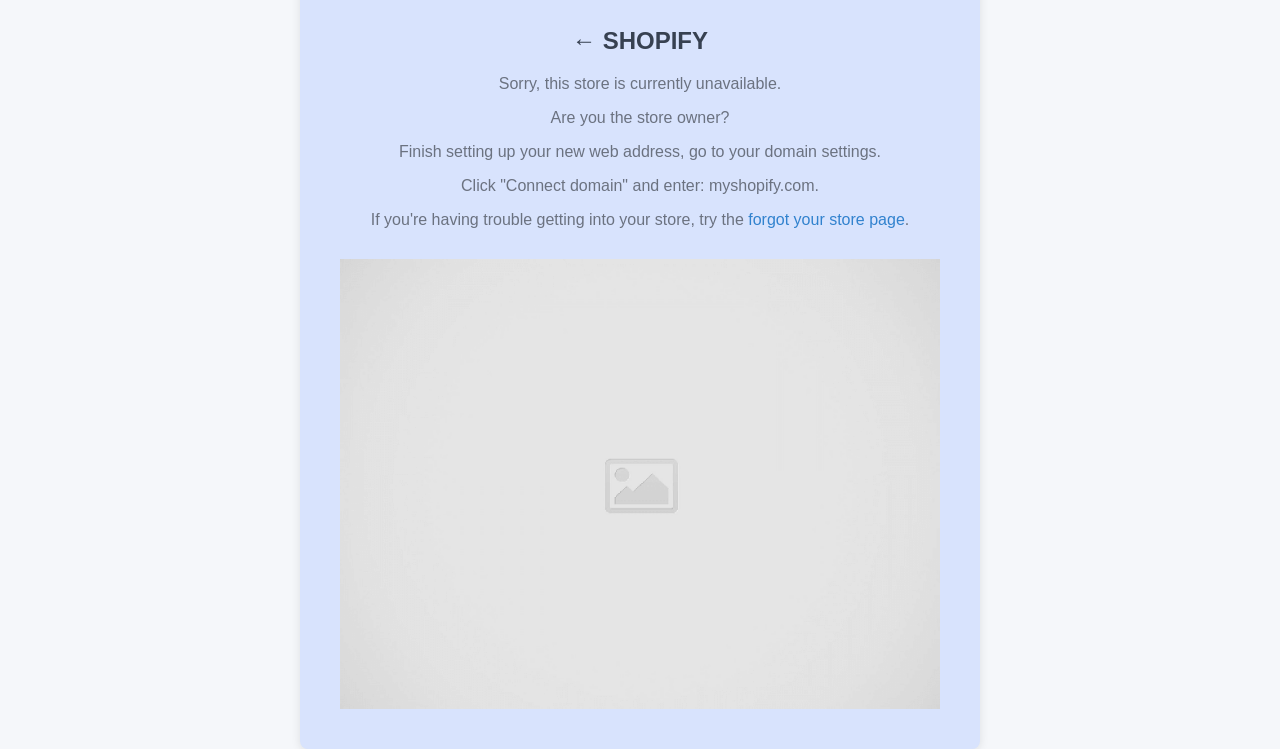 ← SHOPIFY
Sorry, this store is currently unavailable.
Are you the store owner?
Finish setting up your new web address, go to your domain settings.
Click "Connect domain" and enter: myshopify.com.
If you're having trouble getting into your store, try the forgot your store page.